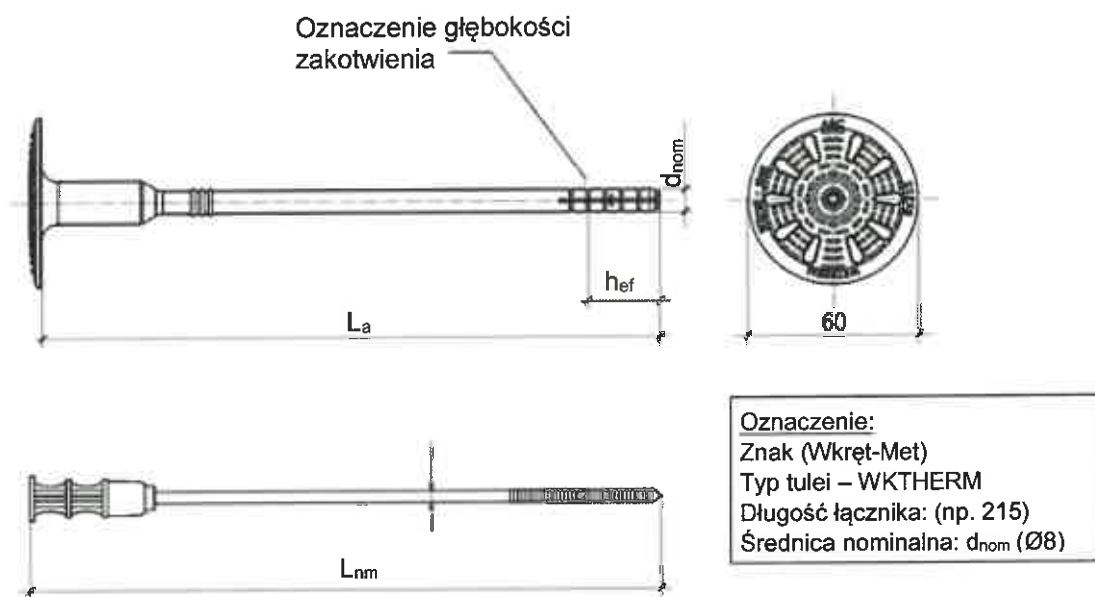 Oznaczenie głębokości
zakotwienia
dnom
hef
La
60
Oznaczenie:
Znak (Wkręt-Met)
Typ tulei – WKTHERM
Długość łącznika: (np. 215)
Średnica nominalna: dnom (Ø8)
Lnm